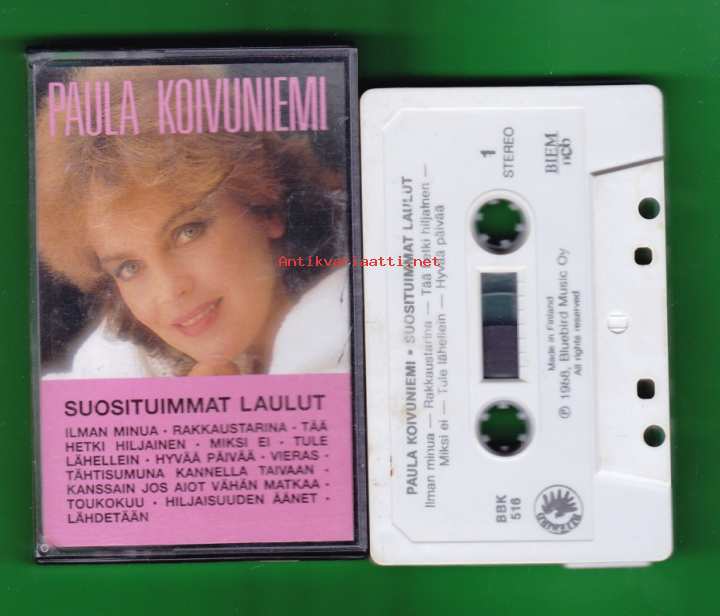 PAULA KOIVUNIEMI
SUOSITUIMMAT LAULUT
ILMAN MINUA • RAKKAUSTARINA • TÄÄ
HETKI HILJAINEN • MIKSI EI • TULE
LÄHELLEIN • HYVÄÄ PÄIVÄÄ • VIERAS •
TÄHTISUMUNA KANNELLA TAIVAAN •
KANSSAIN JOS AIOT VÄHÄN MATKAA •
TOUKOKUU • HILJAISUUDEN ÄÄNET •
LÄHDETÄÄN
Antikvariaatti.net
PAULA KOIVUNIEMI • SUOSITUIMMAT LAULUT
Ilman minua — Rakkaustarina — Tää hetki hiljainen —
Miksi ei — Tule lähellein — Hyvää päivää
1
STEREO
BIEM
ncb
BBK
516
Made in Finland
℗ 1988, Bluebird Music Oy
All rights reserved